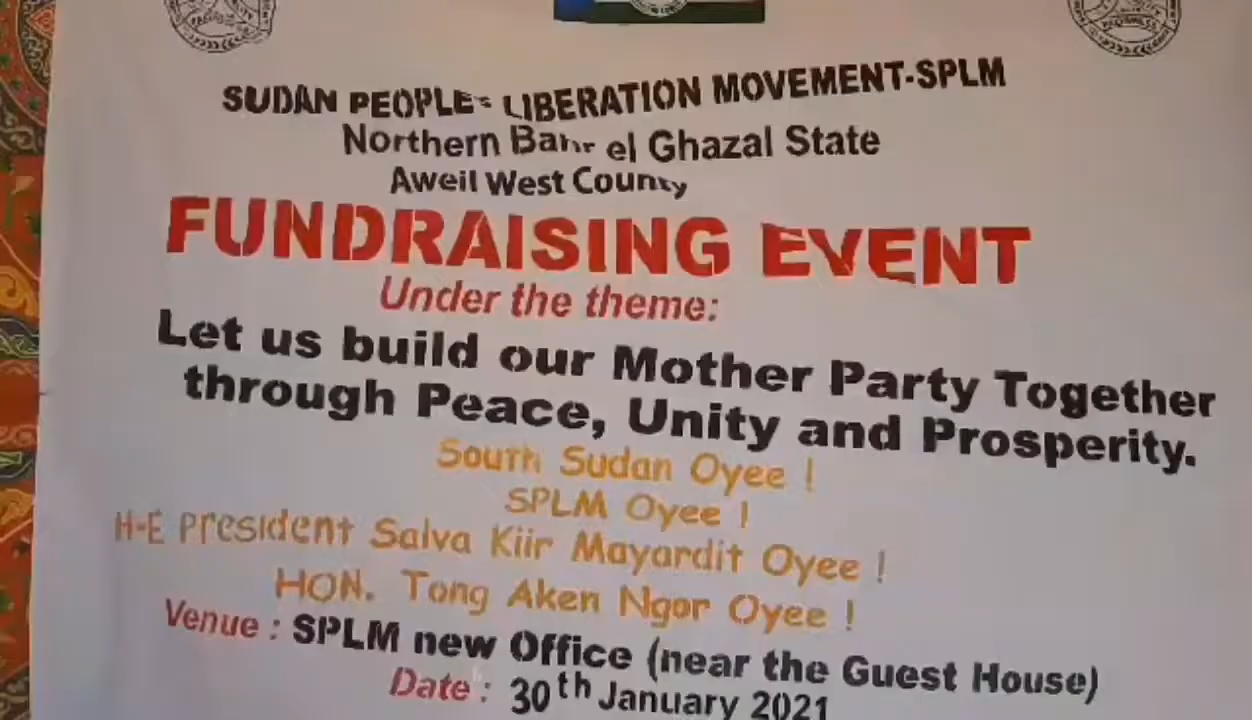 PROGRESS
PROGRESS
SUDAN PEOPLE'S LIBERATION MOVEMENT-SPLM
Northern Bahr el Ghazal State
Aweil West County
FUNDRAISING EVENT
Under the theme:
Let us build our Mother Party Together
through Peace, Unity and Prosperity.
South Sudan Oyee !
SPLM Oyee !
H-E President Salva Kiir Mayardit Oyee !
HON. Tong Aken Ngor Oyee !
Venue : SPLM new Office (near the Guest House)
Date : 30th January 2021